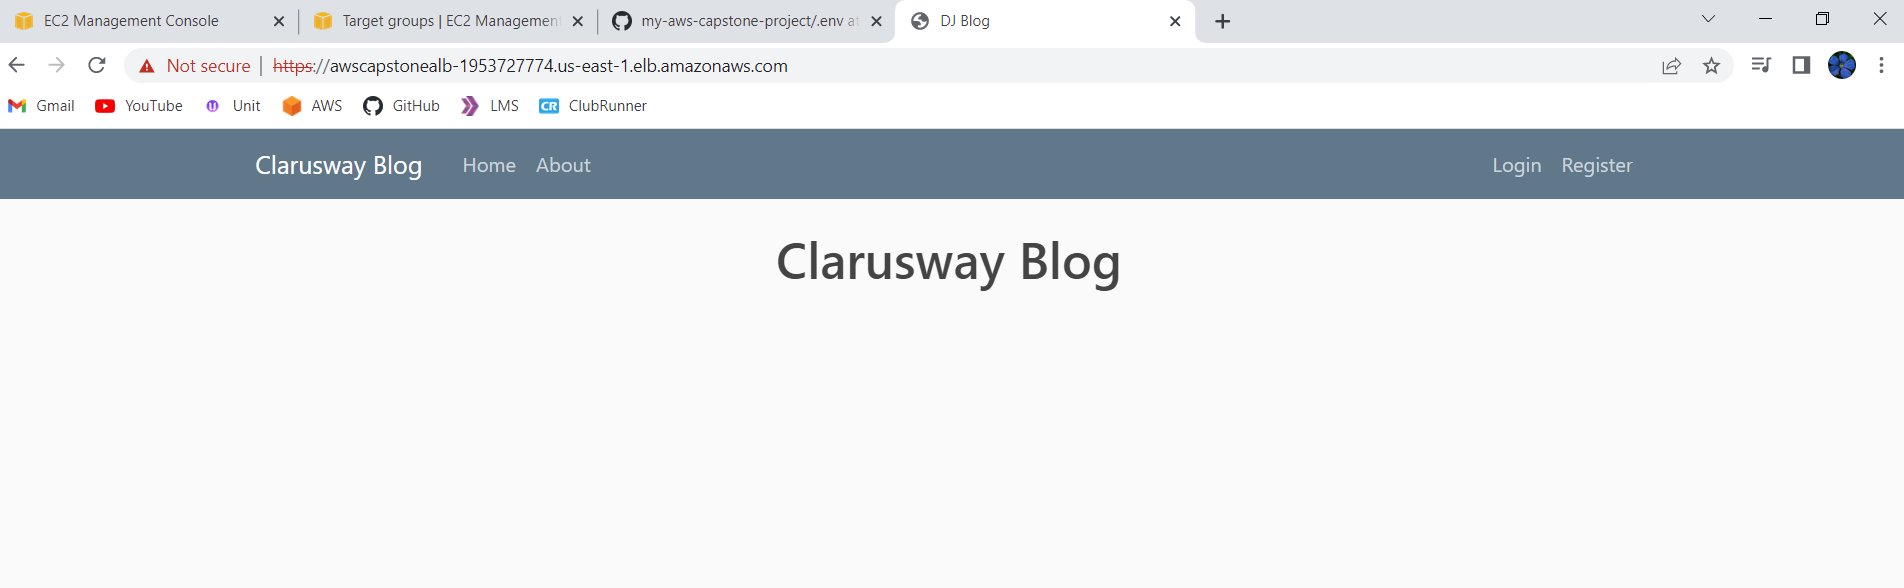 EC2 Management Console
Target groups | EC2 Management
my-aws-capstone-project/.env at
DJ Blog
Not secure | https://awscapstonealb-1953727774.us-east-1.elb.amazonaws.com
Gmail YouTube Unit AWS GitHub LMS CR ClubRunner
Clarusway Blog Home About Login Register
Clarusway Blog